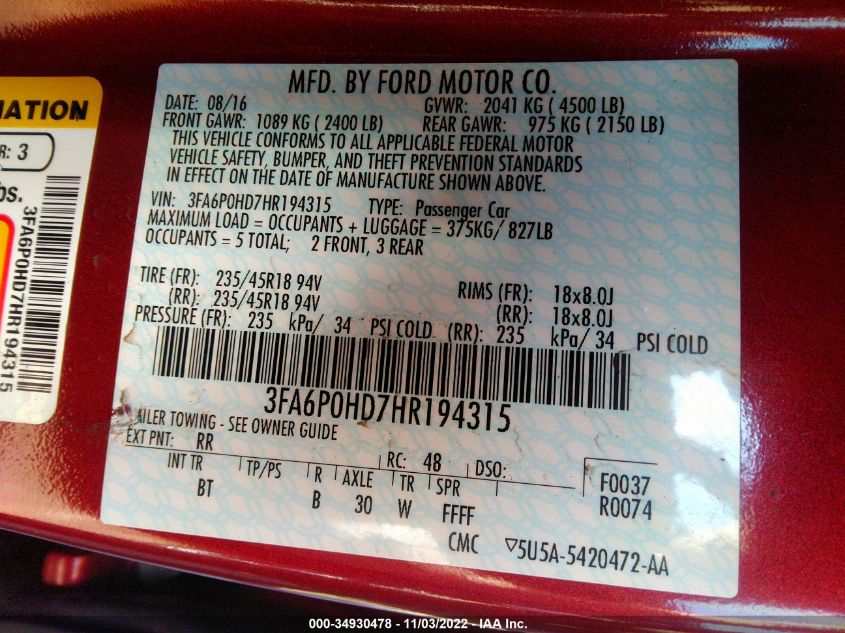 MFD. BY FORD MOTOR CO.
DATE: 08/16 GVWR: 2041 KG ( 4500 LB)
FRONT GAWR: 1089 KG ( 2400 LB) REAR GAWR: 975 KG ( 2150 LB)
THIS VEHICLE CONFORMS TO ALL APPLICABLE FEDERAL MOTOR
VEHICLE SAFETY, BUMPER, AND THEFT PREVENTION STANDARDS
IN EFFECT ON THE DATE OF MANUFACTURE SHOWN ABOVE.
VIN: 3FA6P0HD7HR194315 TYPE: Passenger Car
MAXIMUM LOAD = OCCUPANTS + LUGGAGE = 375KG/ 827LB
OCCUPANTS = 5 TOTAL; 2 FRONT, 3 REAR
TIRE (FR): 235/45R18 94V RIMS (FR): 18x8.0J
(RR): 235/45R18 94V (RR): 18x8.0J
PRESSURE (FR): 235 kPa/ 34 PSI COLD (RR): 235 kPa/ 34 PSI COLD
3FA6P0HD7HR194315
AILER TOWING - SEE OWNER GUIDE
EXT PNT: RR RC: 48 DSO: F0037
INT TR TP/PS R AXLE TR SPR R0074
BT B 30 W FFFF
CMC ▽5U5A-5420472-AA
MATION
R: 3
bs.
3FA6P0HD7HR194315
000-34930478 - 11/03/2022 - IAA Inc.